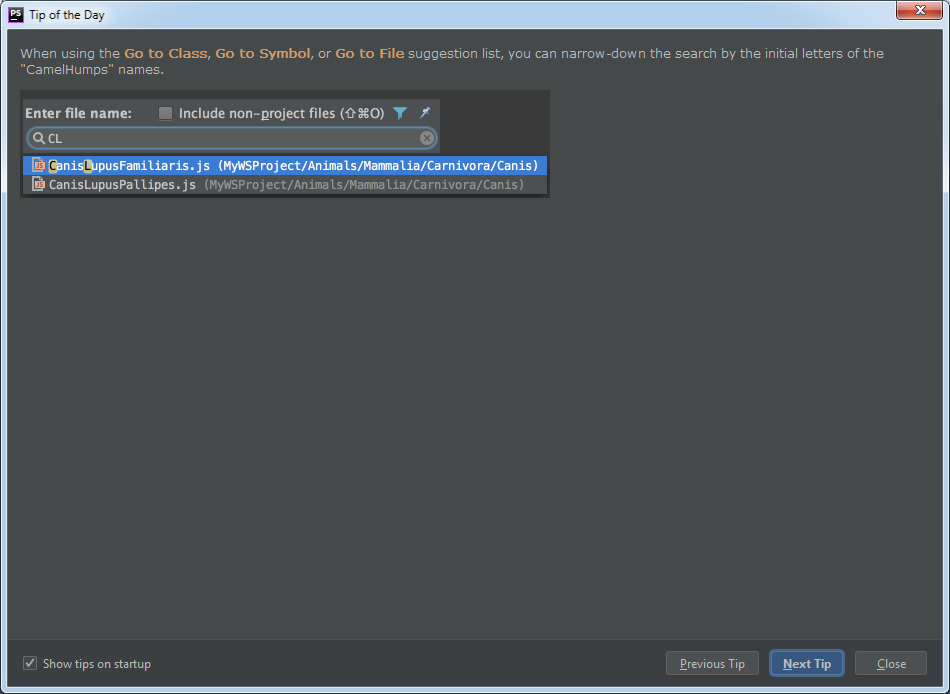 PS
Tip of the Day
When using the Go to Class, Go to Symbol, or Go to File suggestion list, you can narrow-down the search by the initial letters of the
"CamelHumps" names.
Enter file name: Include non-project files (⇧⌘O)
CL
CanisLupusFamiliaris.js (MyWSProject/Animals/Mammalia/Carnivora/Canis)
CanisLupusPallipes.js (MyWSProject/Animals/Mammalia/Carnivora/Canis)
Show tips on startup
Previous Tip Next Tip Close